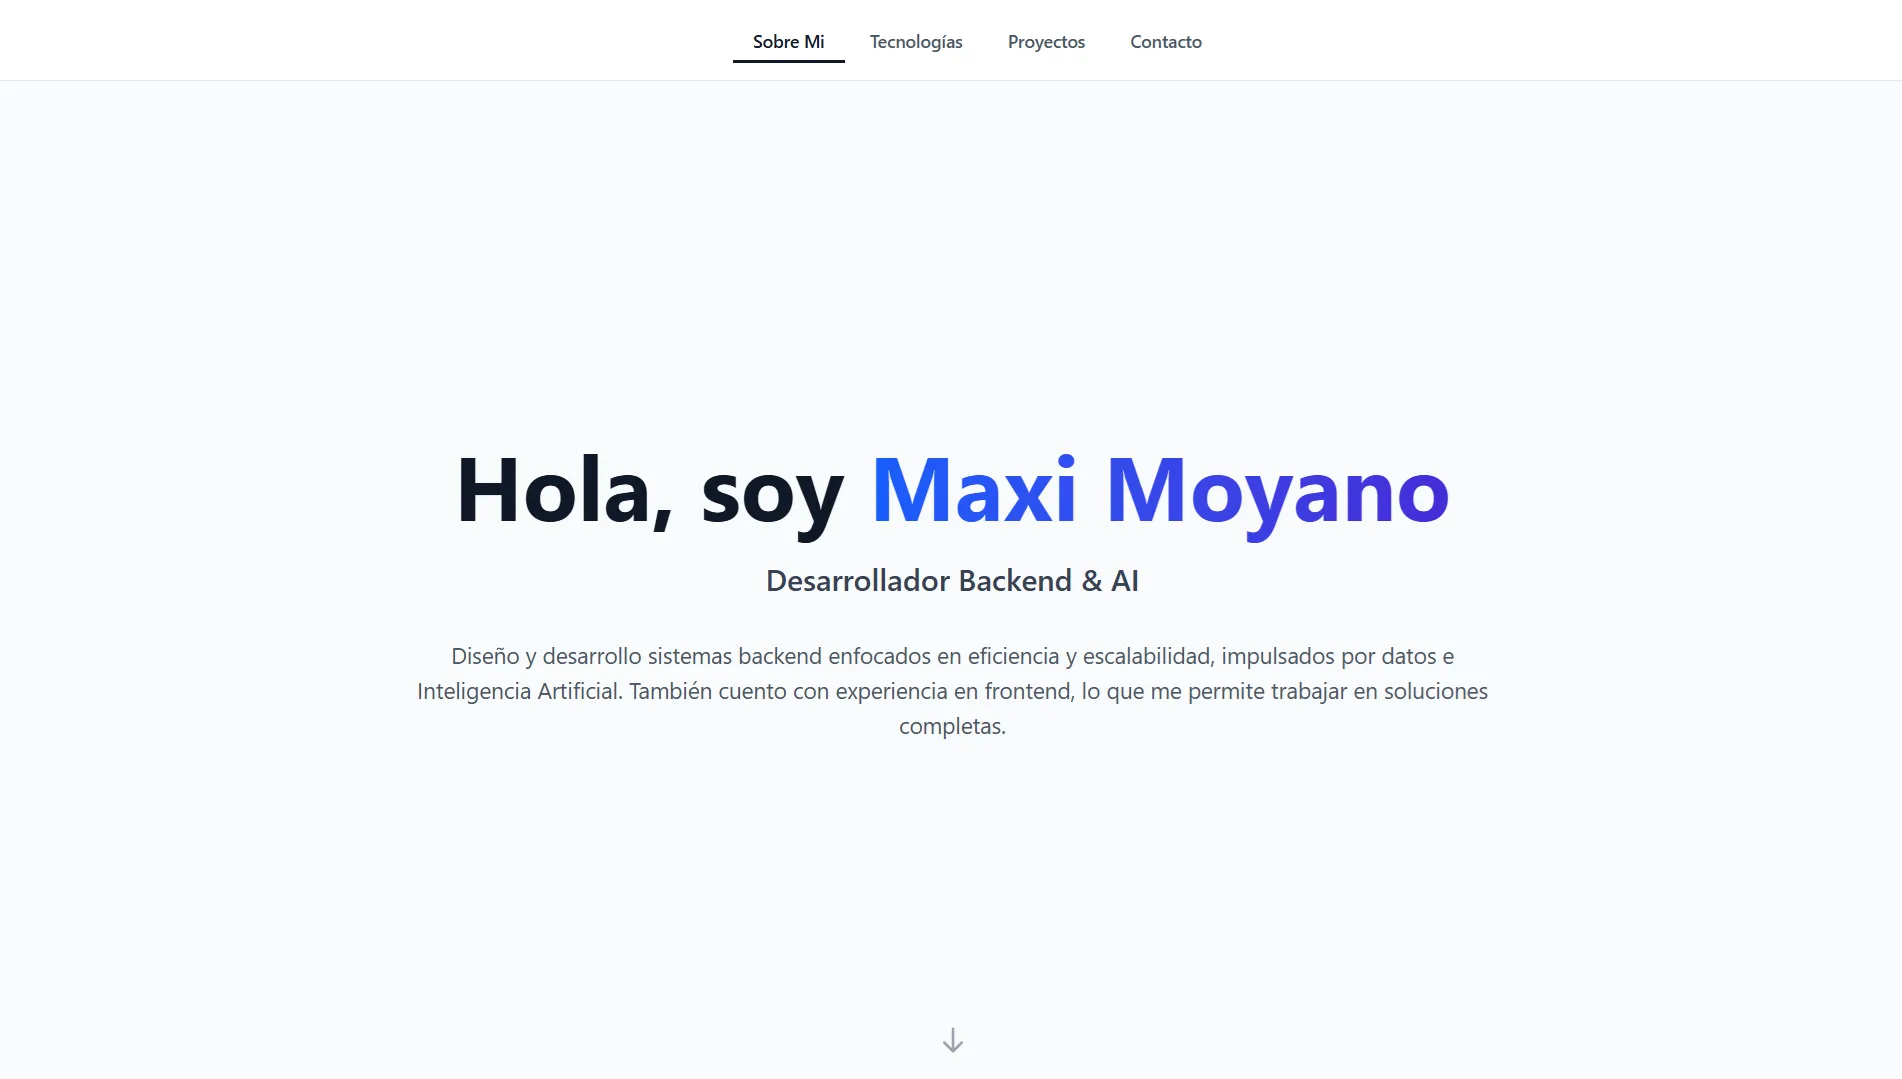 Sobre Mi Tecnologías Proyectos Contacto
Hola, soy Maxi Moyano
Desarrollador Backend & AI
Diseño y desarrollo sistemas backend enfocados en eficiencia y escalabilidad, impulsados por datos e
Inteligencia Artificial. También cuento con experiencia en frontend, lo que me permite trabajar en soluciones
completas.